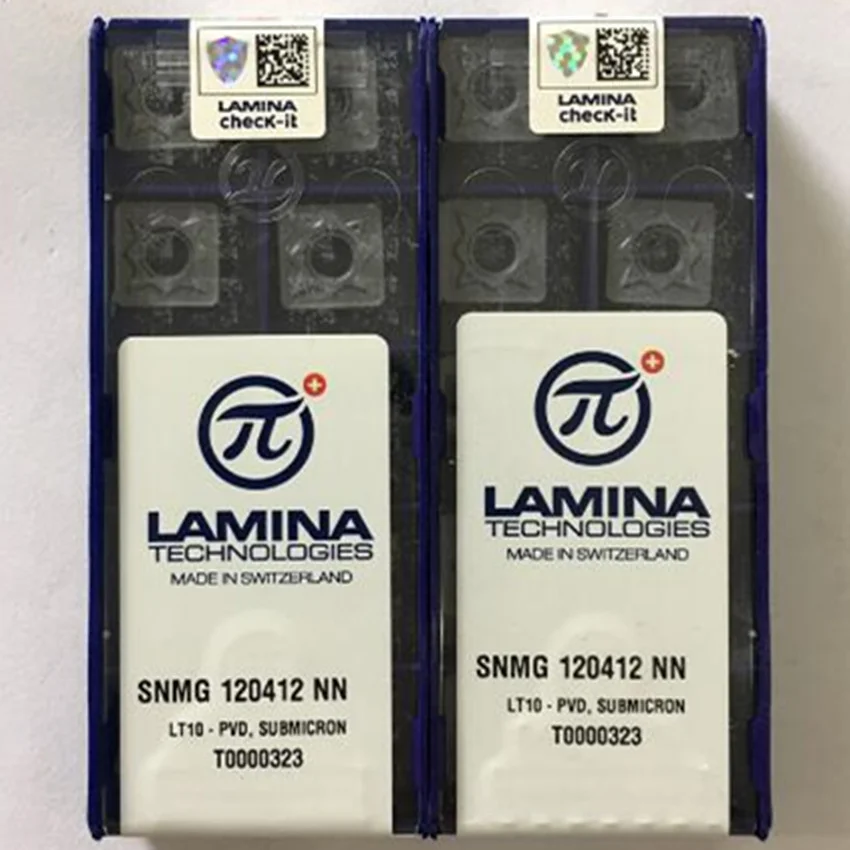 LAMINA
check-it
π
LAMINA
TECHNOLOGIES
MADE IN SWITZERLAND
SNMG 120412 NN
LT10 - PVD, SUBMICRON
T0000323
LAMINA
check-it
π
LAMINA
TECHNOLOGIES
MADE IN SWITZERLAND
SNMG 120412 NN
LT10 - PVD, SUBMICRON
T0000323